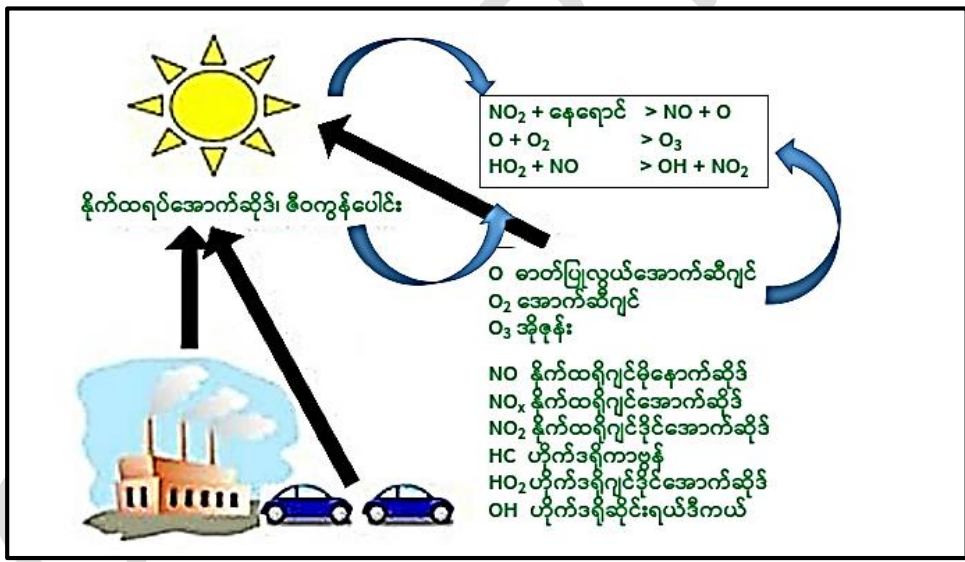 NO₂ + နေရောင် > NO + O
O + O₂ > O₃
HO₂ + NO > OH + NO₂
နိုက်ထရပ်အောက်ဆိုဒ်၊ ဇီဝကွန်ပေါင်း
O ဓာတ်ပြုလွယ်အောက်ဆီဂျင်
O₂ အောက်ဆီဂျင်
O₃ အိုဇုန်း
NO နိုက်ထရိုဂျင်မိုနောက်ဆိုဒ်
NOₓ နိုက်ထရိုဂျင်အောက်ဆိုဒ်
NO₂ နိုက်ထရိုဂျင်ဒိုင်အောက်ဆိုဒ်
HC ဟိုက်ဒရိုကာဗွန်
HO₂ ဟိုက်ဒရိုဂျင်ဒိုင်အောက်ဆိုဒ်
OH ဟိုက်ဒရိုဆိုင်းရယ်ဒီကယ်